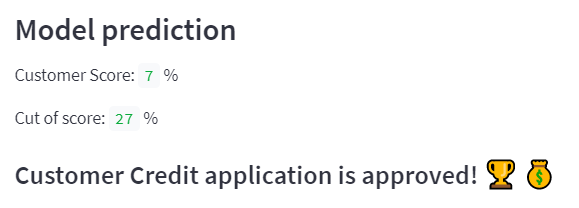 Model prediction
Customer Score: 7 %
Cut of score: 27 %
Customer Credit application is approved! 🏆 💰